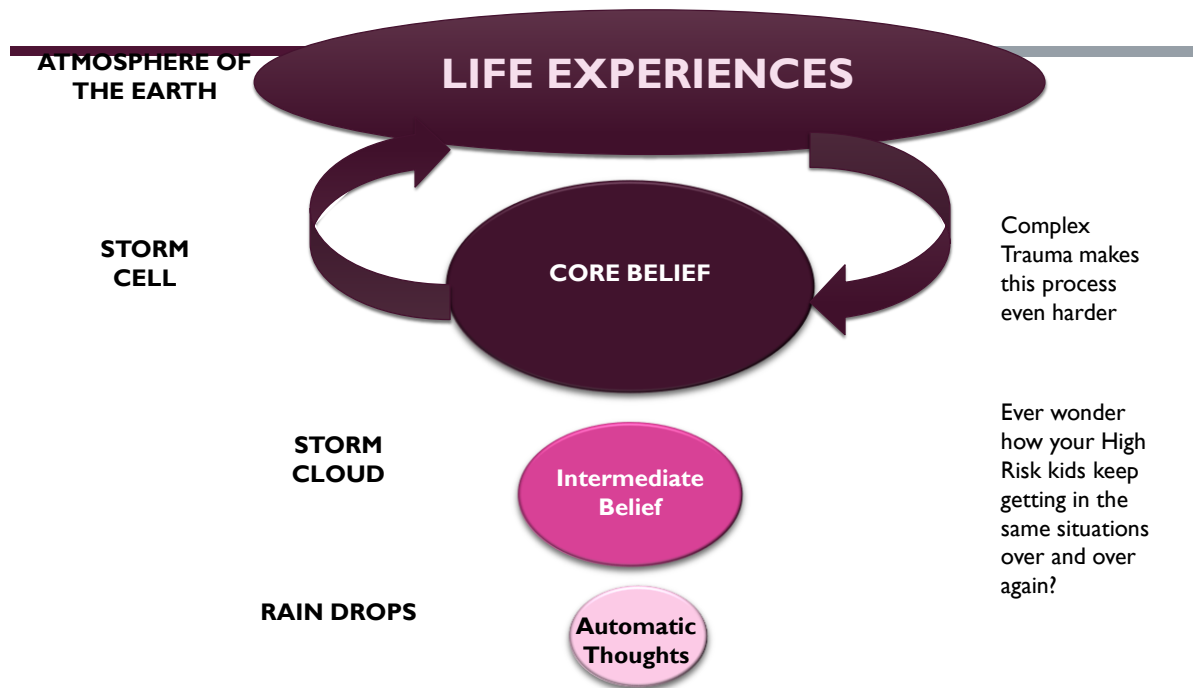 ATMOSPHERE OF
THE EARTH
LIFE EXPERIENCES
STORM
CELL
CORE BELIEF
Complex
Trauma makes
this process
even harder
STORM
CLOUD
Intermediate
Belief
Ever wonder
how your High
Risk kids keep
getting in the
same situations
over and over
again?
RAIN DROPS
Automatic
Thoughts